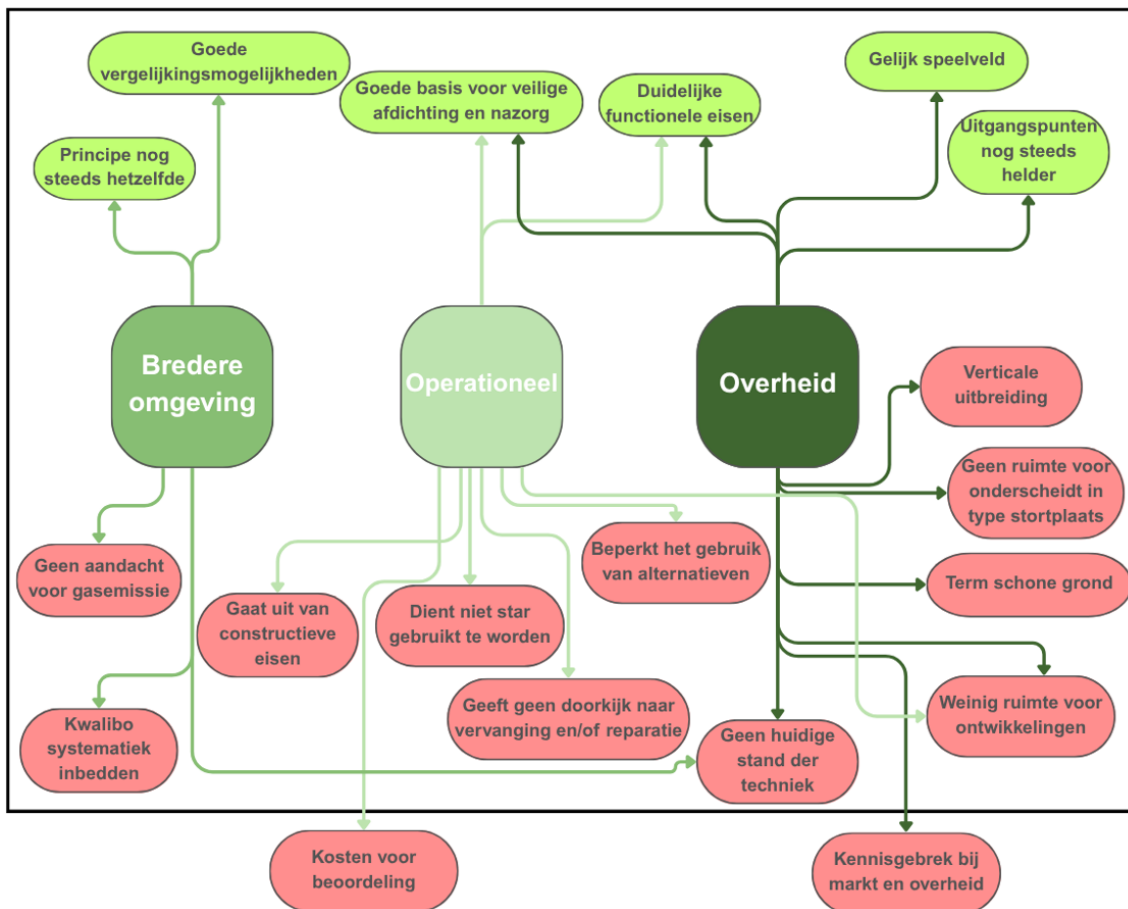 Goede
vergelijkingsmogelijkheden
Goede basis voor veilige
afdichting en nazorg
Duidelijke
functionele eisen
Gelijk speelveld
Principe nog
steeds hetzelfde
Uitgangspunten
nog steeds
helder
Bredere
omgeving
Operationeel
Overheid
Verticale
uitbreiding
Geen ruimte voor
onderscheidt in
type stortplaats
Geen aandacht
voor gasemissie
Beperkt het gebruik
van alternatieven
Term schone grond
Gaat uit van
constructieve
eisen
Dient niet star
gebruikt te worden
Kwalibo
systematiek
inbedden
Geeft geen doorkijk naar
vervanging en/of reparatie
Geen huidige
stand der
techniek
Weinig ruimte voor
ontwikkelingen
Kosten voor
beoordeling
Kennisgebrek bij
markt en overheid